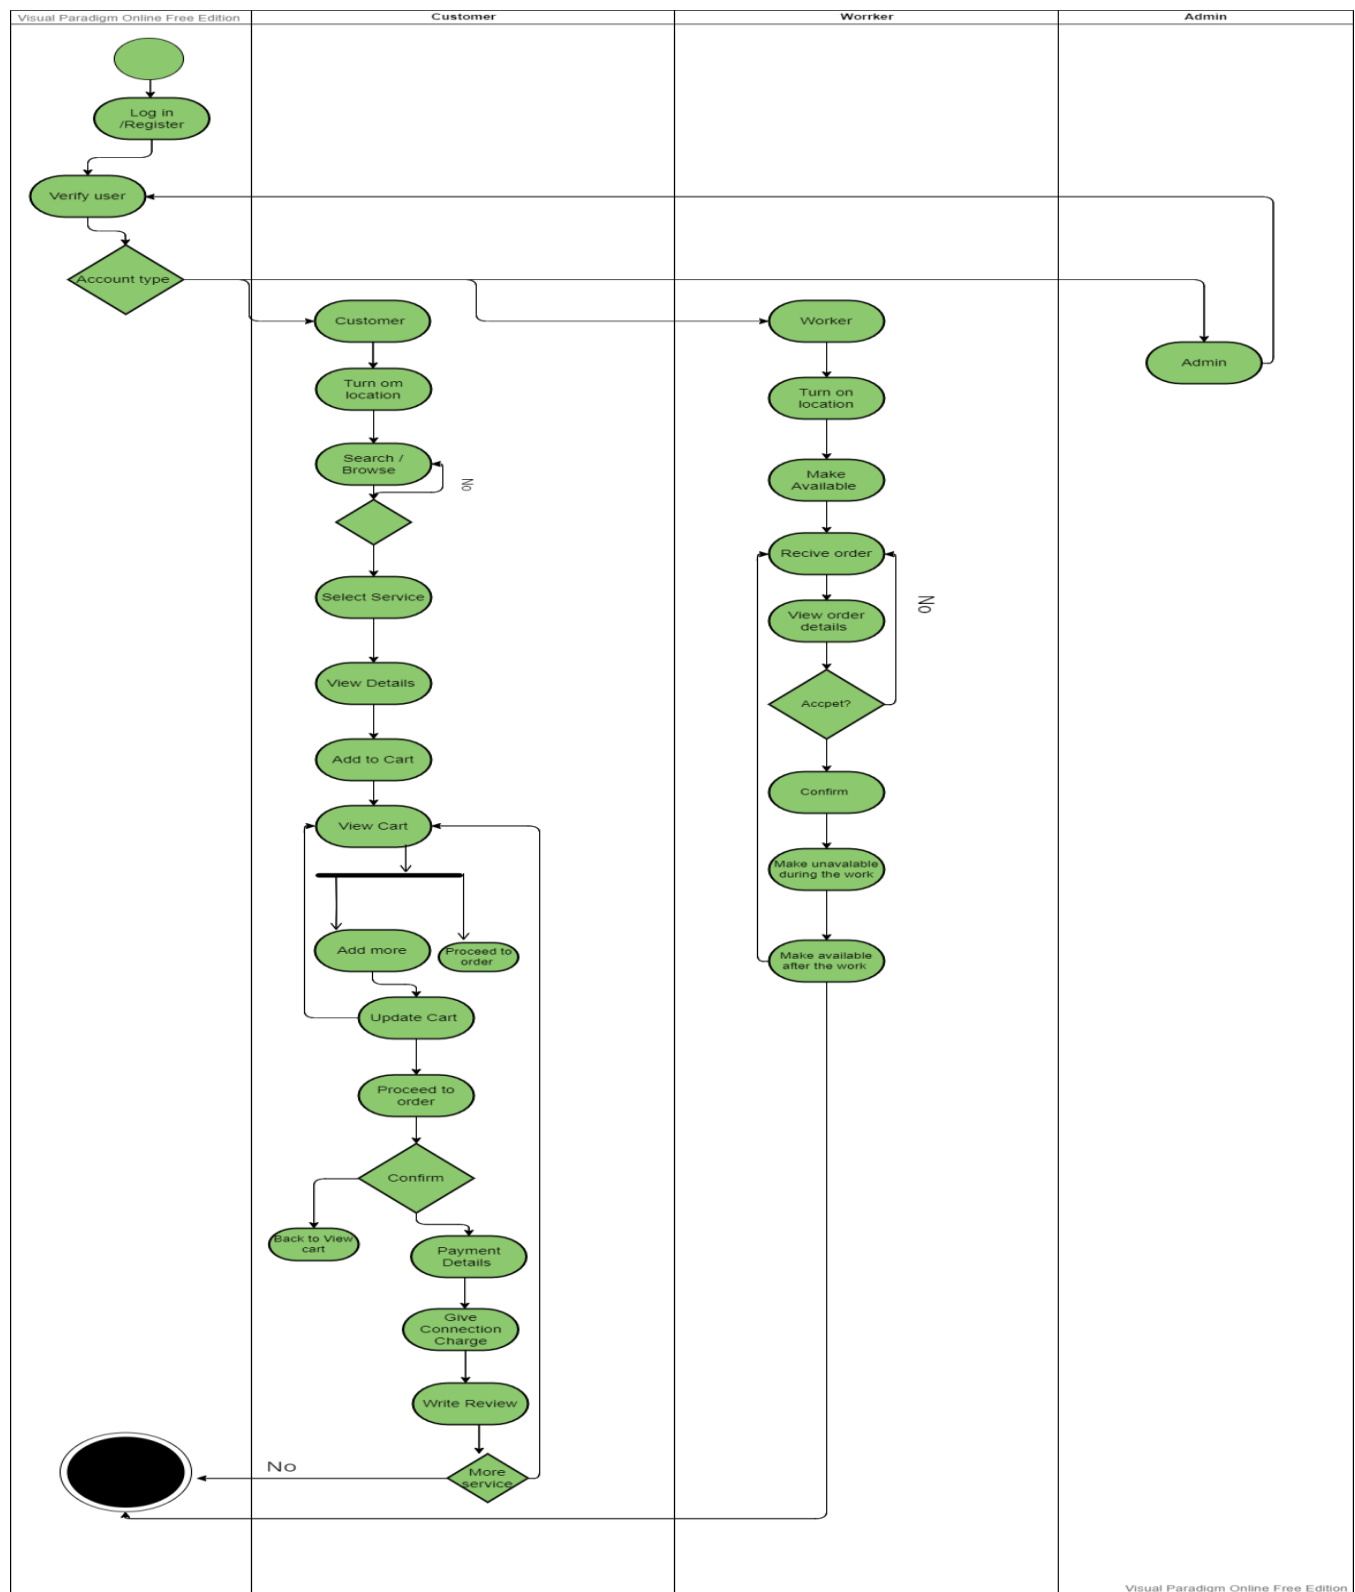 Visual Paradigm Online Free Edition
Customer
Worrker
Admin
Log in
/Register
Verify user
Account type
Customer
Turn om
location
Search /
Browse
No
Select Service
View Details
Add to Cart
View Cart
Add more
Proceed to
order
Update Cart
Proceed to
order
Confirm
Back to View
cart
Payment
Details
Give
Connection
Charge
Write Review
More
service
No
Worker
Turn on
location
Make
Available
Recive order
View order
details
No
Accpet?
Confirm
Make unavalable
during the work
Make available
after the work
Admin
Visual Paradigm Online Free Edition